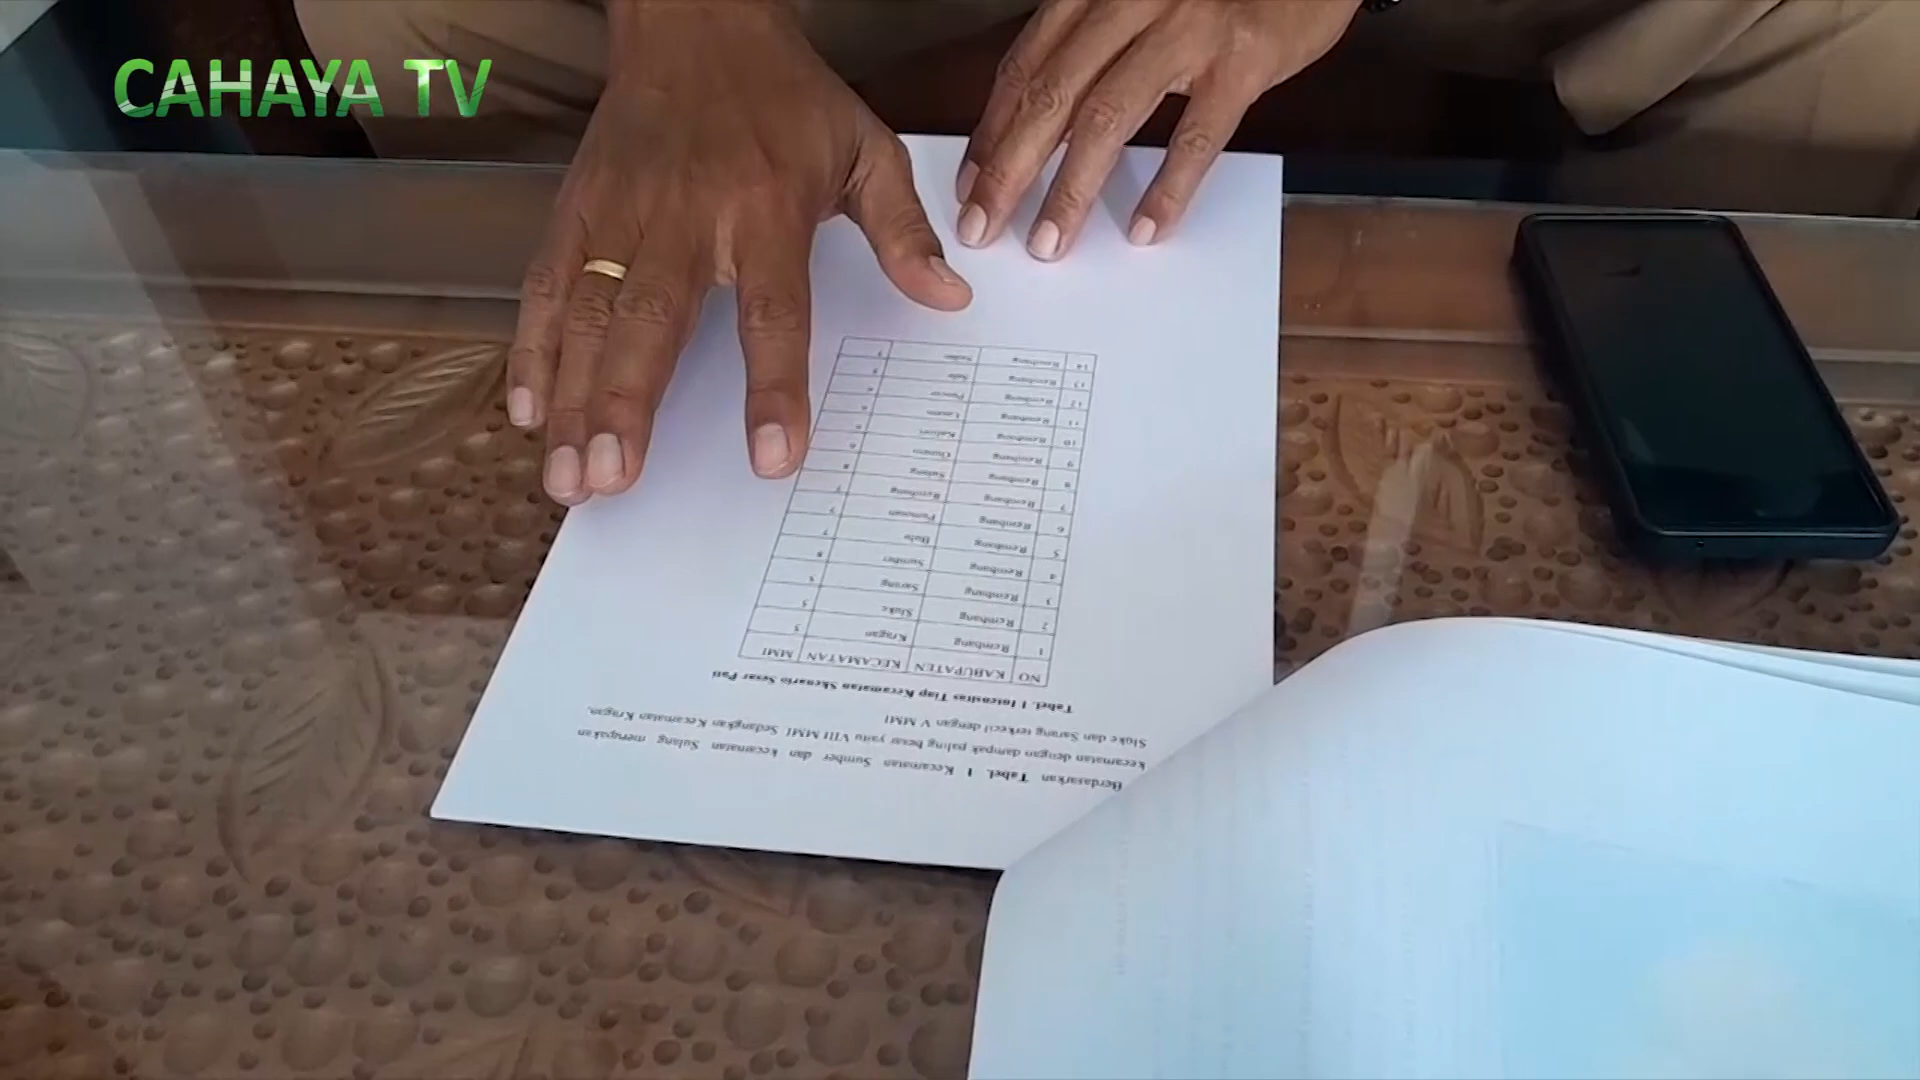 CAHAYA TV
Berdasarkan Tabel. 1 Kecamatan Sumber dan kecamatan Sulang merupakan
kecamatan dengan dampak paling besar yaitu VIII MMI. Sedangkan Kecamatan Kragan,
Sluke dan Sarang terkecil dengan V MMI
Tabel. 1 Intensitas Tiap Kecamatan Skenario Sesar Pati
NO KABUPATEN KECAMATAN MMI
1 Rembang Kragan 5
2 Rembang Sluke 5
3 Rembang Sarang 5
4 Rembang Sumber 8
5 Rembang Bulu 7
6 Rembang Pamotan 7
7 Rembang Rembang 7
8 Rembang Sulang 8
9 Rembang Gunem 6
10 Rembang Kaliori 6
11 Rembang Lasem 6
12 Rembang Pancur 6
13 Rembang Sale
14 Rembang Sedan